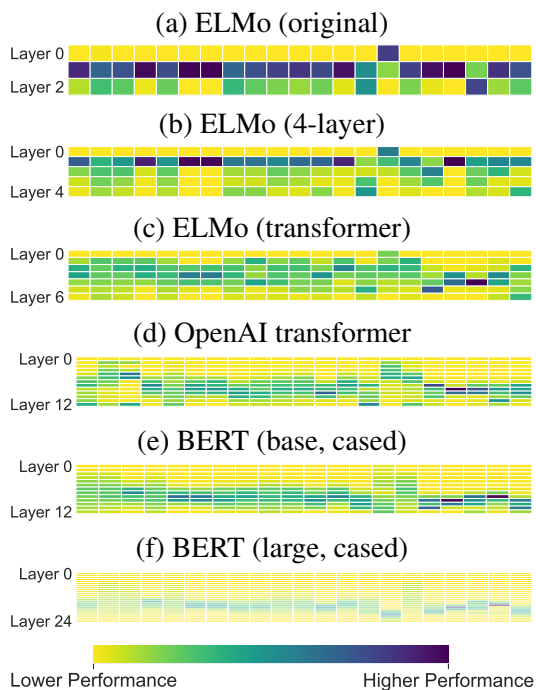 (a) ELMo (original)
Layer 0
Layer 2
(b) ELMo (4-layer)
Layer 0
Layer 4
(c) ELMo (transformer)
Layer 0
Layer 6
(d) OpenAI transformer
Layer 0
Layer 12
(e) BERT (base, cased)
Layer 0
Layer 12
(f) BERT (large, cased)
Layer 0
Layer 24
Lower Performance Higher Performance